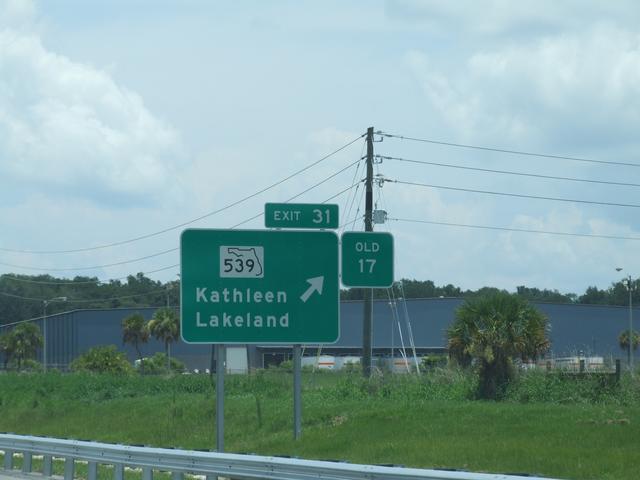 EXIT 31
539
Kathleen
Lakeland
OLD
17